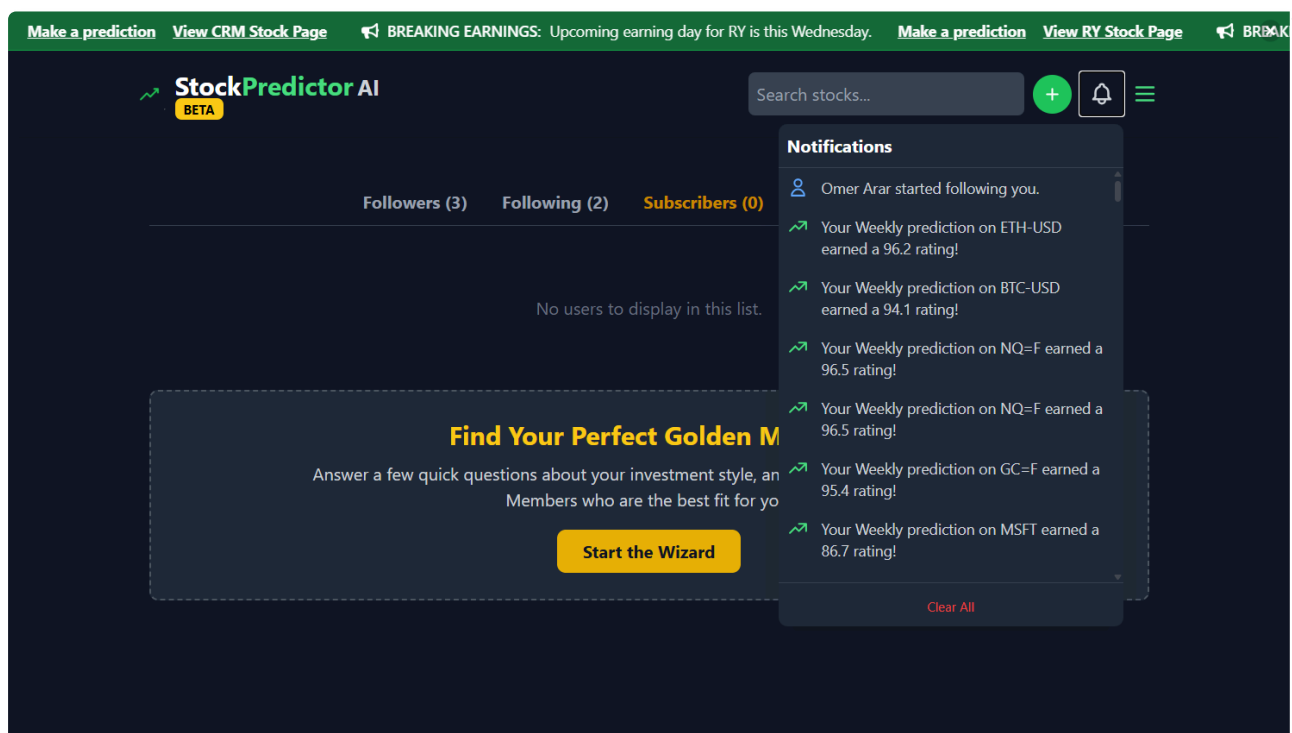 Make a prediction View CRM Stock Page BREAKING EARNINGS: Upcoming earning day for RY is this Wednesday. Make a prediction View RY Stock Page
StockPredictor AI
BETA
Search stocks...
+
Notifications
Omer Arar started following you.
Your Weekly prediction on ETH-USD
earned a 96.2 rating!
Your Weekly prediction on BTC-USD
earned a 94.1 rating!
Your Weekly prediction on NQ=F earned a
96.5 rating!
Your Weekly prediction on NQ=F earned a
96.5 rating!
Your Weekly prediction on GC=F earned a
95.4 rating!
Your Weekly prediction on MSFT earned a
86.7 rating!
Clear All
Followers (3) Following (2) Subscribers (0)
No users to display in this list.
Find Your Perfect Golden M
Answer a few quick questions about your investment style, an
Members who are the best fit for yo
Start the Wizard